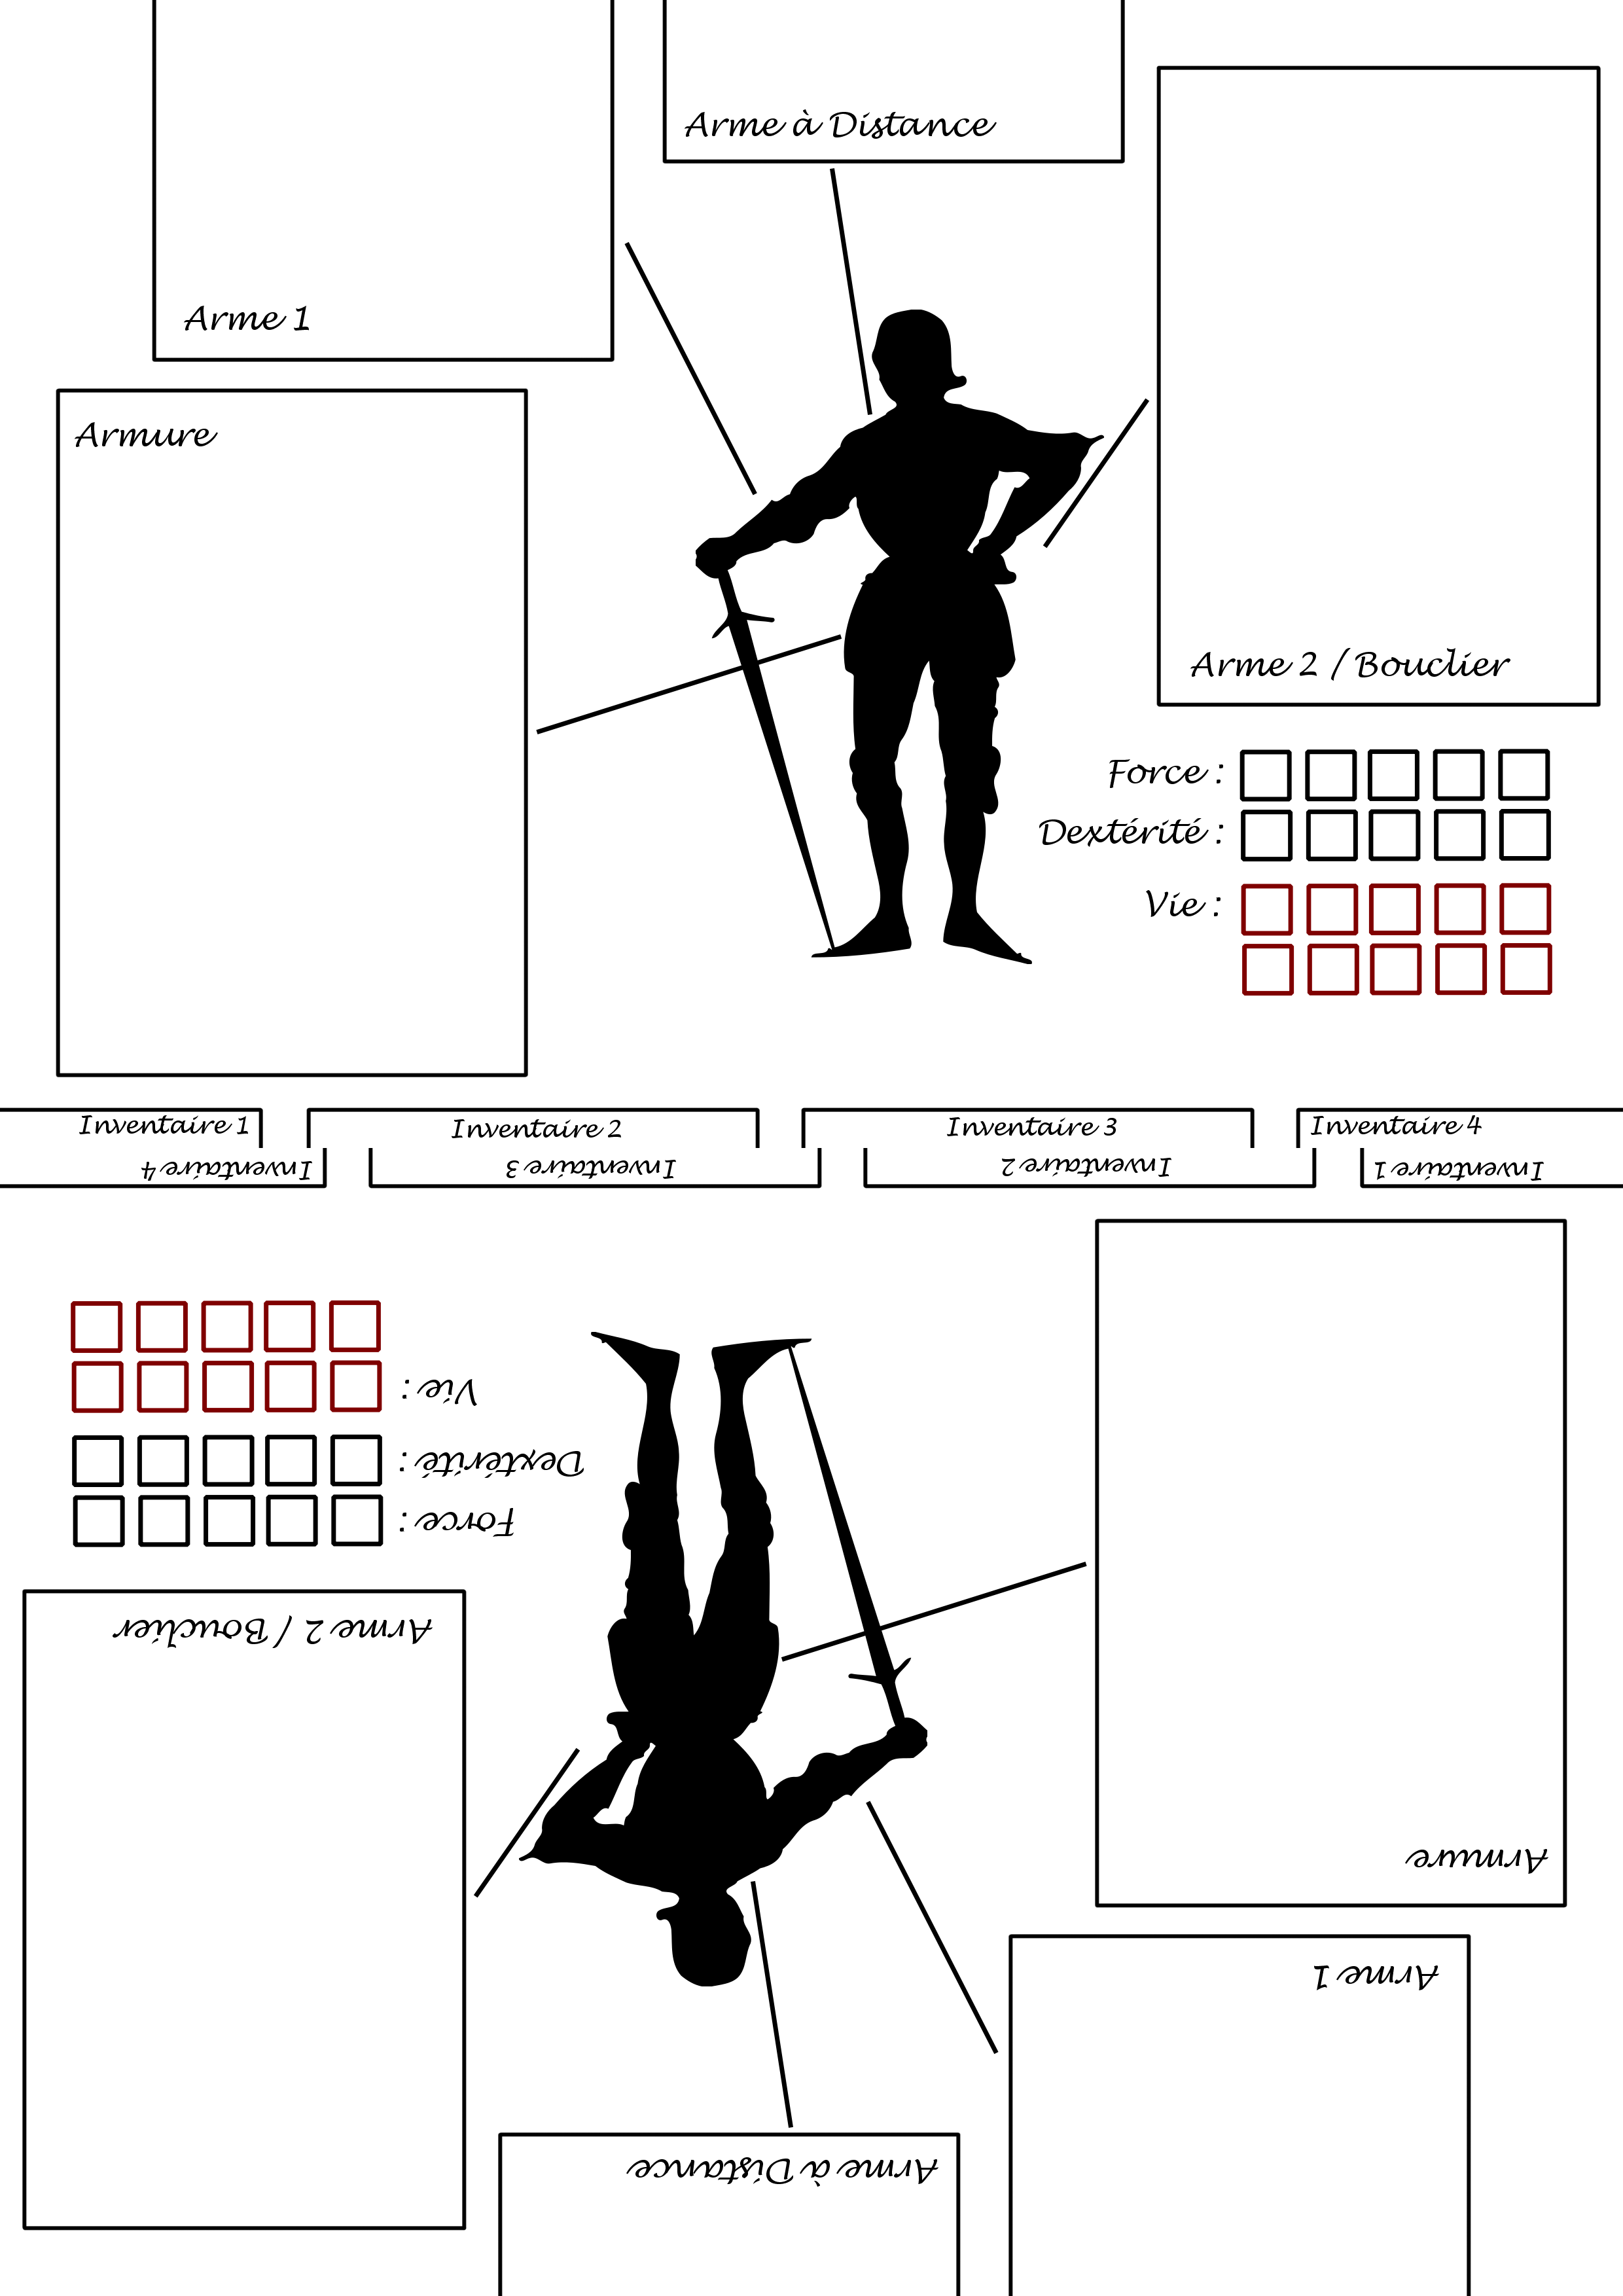 Arme à Distance
Arme 1
Armure
Arme 2 / Bouclier
Force :
Dextérité :
Vie :
Inventaire 1
Inventaire 2
Inventaire 3
Inventaire 4
Inventaire 4
Inventaire 3
Inventaire 2
Inventaire 1
Vie :
Dextérité :
Force :
Arme 2 / Bouclier
Armure
Arme 1
Arme à Distance